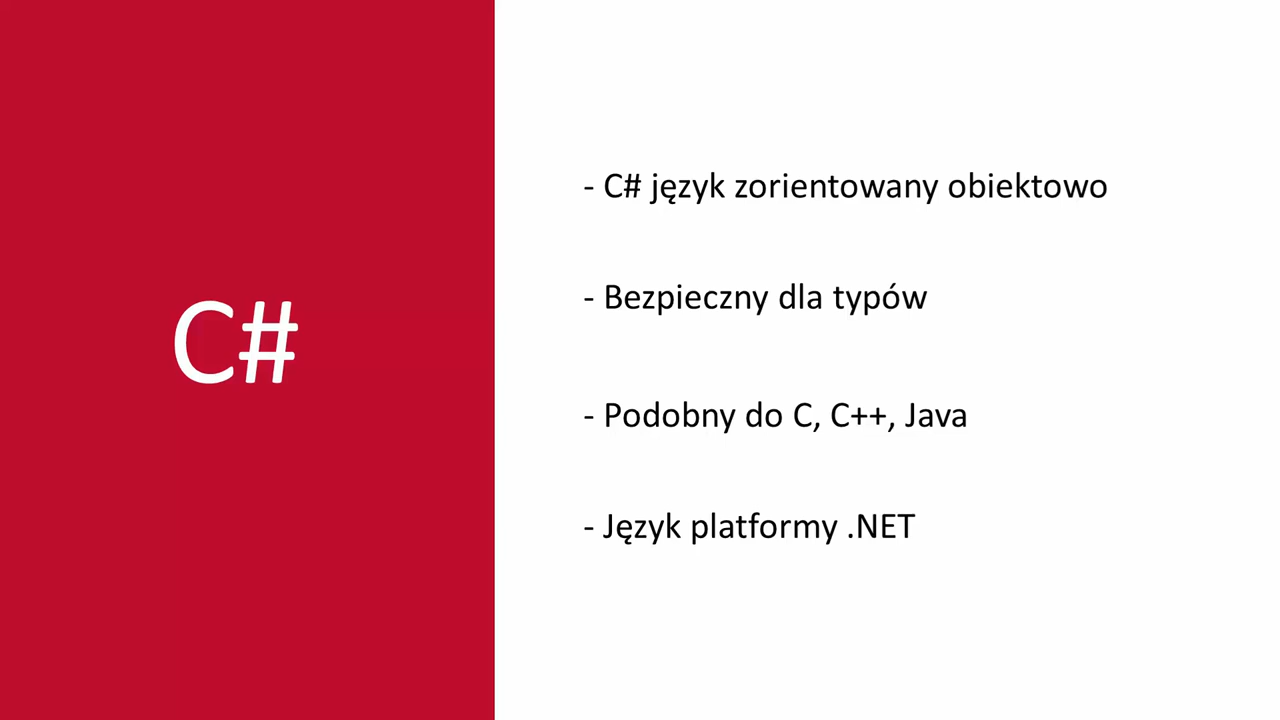 C#
- C# język zorientowany obiektowo
- Bezpieczny dla typów
- Podobny do C, C++, Java
- Język platformy .NET